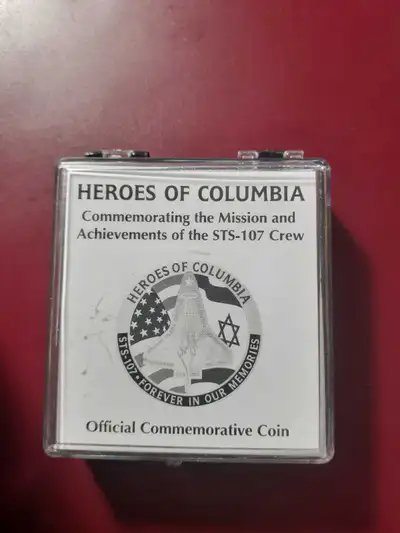 HEROES OF COLUMBIA
Commemorating the Mission and
Achievements of the STS-107 Crew
HEROES OF COLUMBIA
STS-107 • FOREVER IN OUR MEMORIES
Official Commemorative Coin